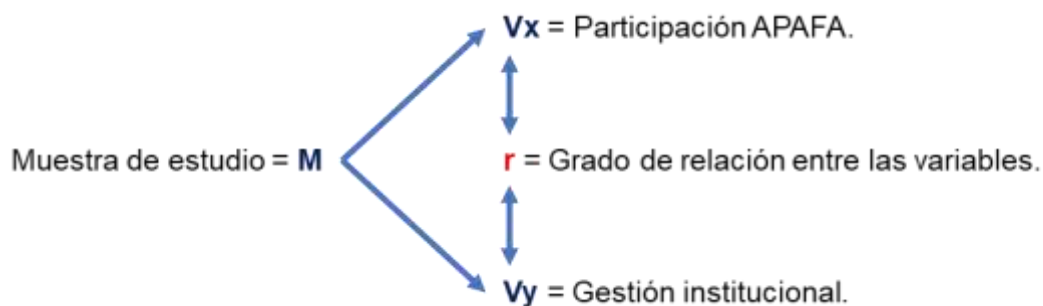 Vx = Participación APAFA.
Muestra de estudio = M
r = Grado de relación entre las variables.
Vy = Gestión institucional.